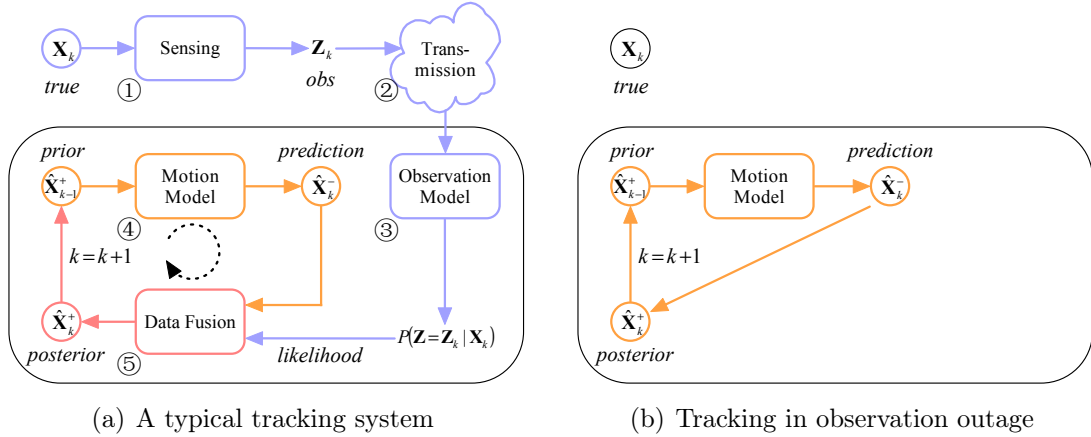 X_k
Sensing
Z_k
Trans-
mission
true
①
obs
②
prior
prediction
X̂⁺_{k-1}
Motion
Model
X̂⁻_k
Observation
Model
④
③
k=k+1
X̂⁺_k
Data Fusion
P(Z=Z_k|X_k)
posterior
⑤
likelihood
(a) A typical tracking system
X_k
true
prior
prediction
X̂⁺_{k-1}
Motion
Model
X̂⁻_k
k=k+1
X̂⁺_k
posterior
(b) Tracking in observation outage